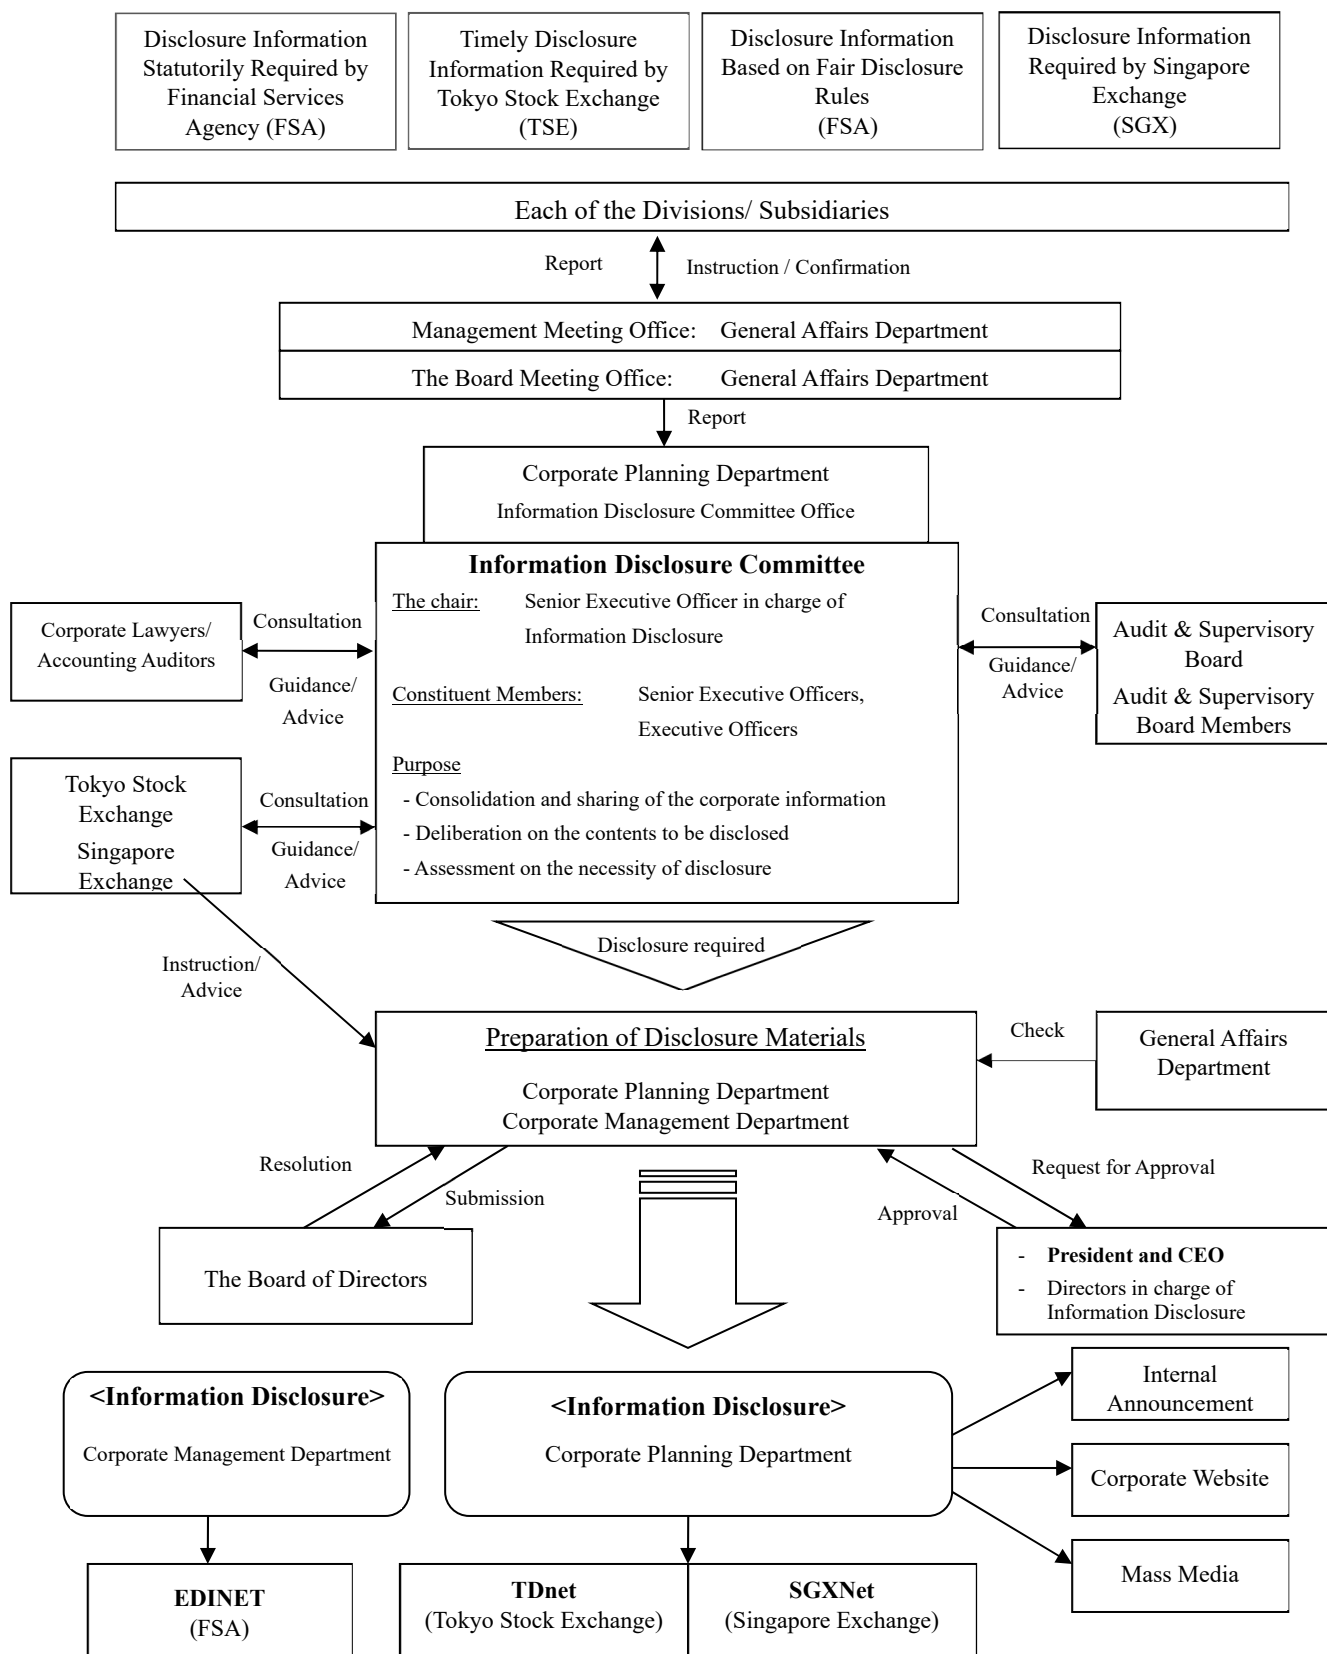 Disclosure Information
Statutorily Required by
Financial Services
Agency (FSA)
Timely Disclosure
Information Required by
Tokyo Stock Exchange
(TSE)
Disclosure Information
Based on Fair Disclosure
Rules
(FSA)
Disclosure Information
Required by Singapore
Exchange
(SGX)
Each of the Divisions/ Subsidiaries
Report
Instruction / Confirmation
Management Meeting Office: General Affairs Department
The Board Meeting Office: General Affairs Department
Report
Corporate Planning Department
Information Disclosure Committee Office
Information Disclosure Committee
The chair: Senior Executive Officer in charge of
Information Disclosure
Constituent Members: Senior Executive Officers,
Executive Officers
Purpose
- Consolidation and sharing of the corporate information
- Deliberation on the contents to be disclosed
- Assessment on the necessity of disclosure
Corporate Lawyers/
Accounting Auditors
Consultation
Guidance/
Advice
Consultation
Guidance/
Advice
Audit & Supervisory
Board
Audit & Supervisory
Board Members
Tokyo Stock
Exchange
Singapore
Exchange
Consultation
Guidance/
Advice
Disclosure required
Instruction/
Advice
Preparation of Disclosure Materials
Corporate Planning Department
Corporate Management Department
Check
General Affairs
Department
Resolution
Submission
Approval
Request for Approval
The Board of Directors
- President and CEO
- Directors in charge of
Information Disclosure
<Information Disclosure>
Corporate Management Department
<Information Disclosure>
Corporate Planning Department
Internal
Announcement
Corporate Website
Mass Media
EDINET
(FSA)
TDnet
(Tokyo Stock Exchange)
SGXNet
(Singapore Exchange)